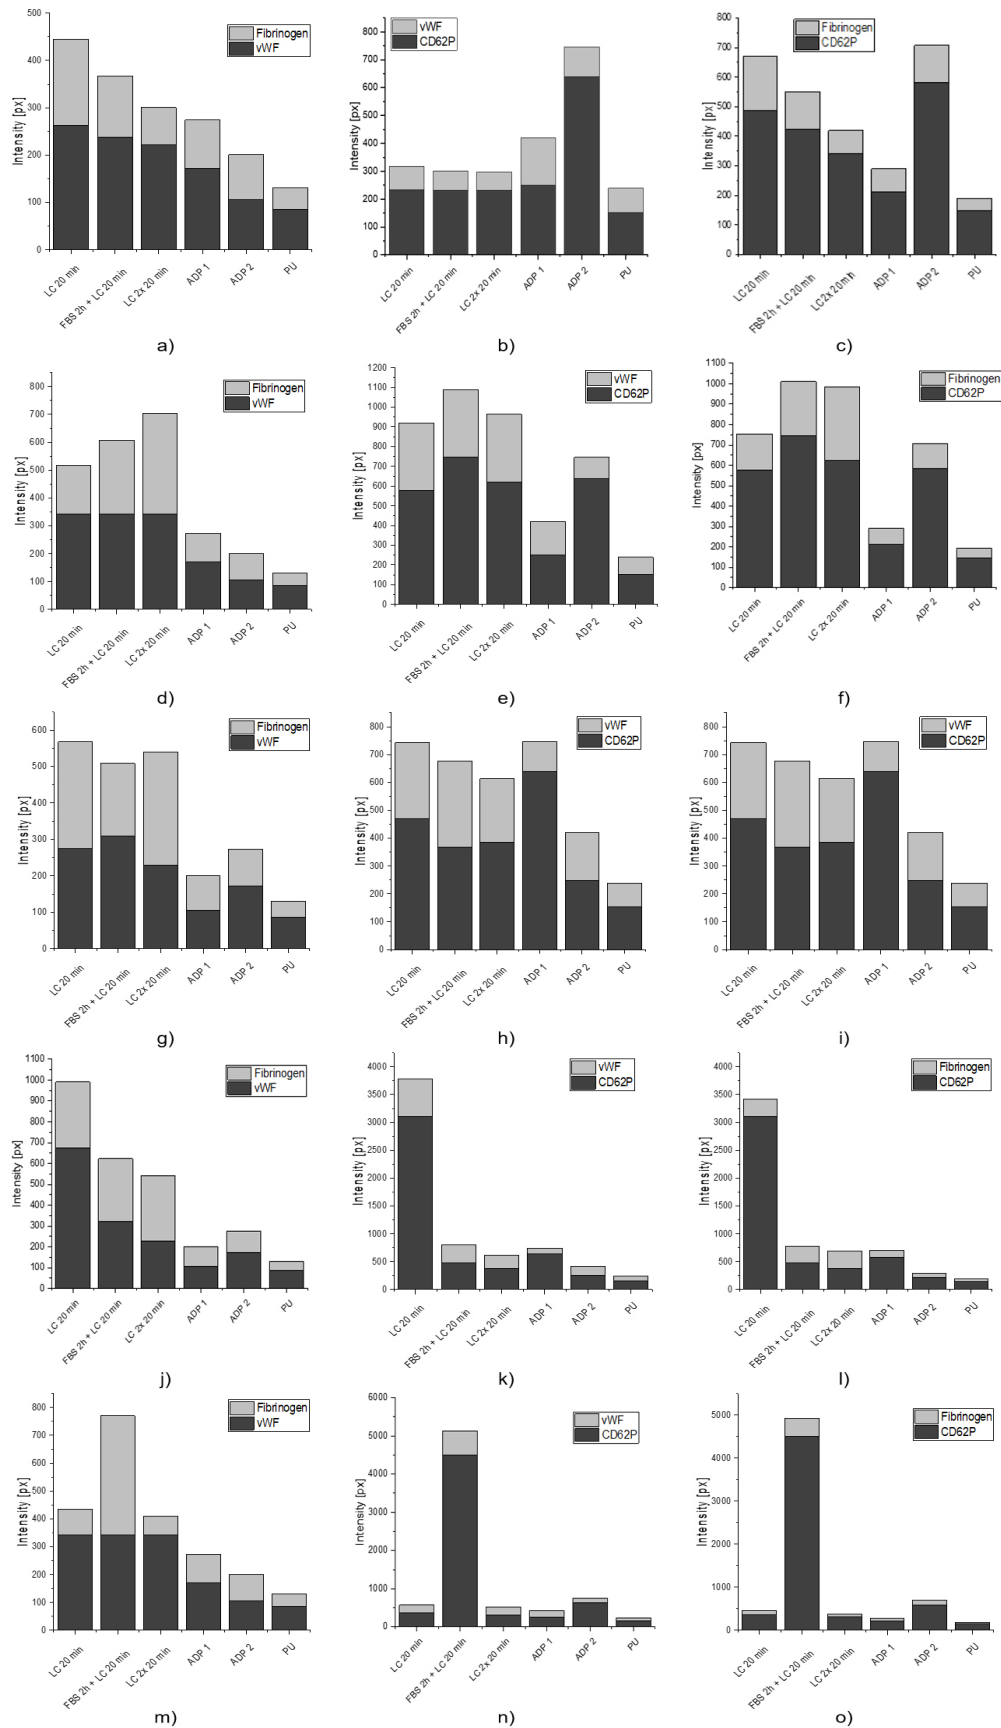 500
450
400
300
200
100
0
Intensity [px]
Fibrinogen
vWF
LC 20 min
FBS 2h + LC 20 min
LC 2x 20 min
ADP 1
ADP 2
PU
a)
800
700
600
500
400
300
200
100
0
Intensity [px]
vWF
CD62P
LC 20 min
FBS 2h + LC 20 min
LC 2x 20 min
ADP 1
ADP 2
PU
b)
800
700
600
500
400
300
200
100
0
Intensity [px]
Fibrinogen
CD62P
LC 20 min
FBS 2h + LC 20 min
LC 2x 20 min
ADP 1
ADP 2
PU
c)
800
700
600
500
400
300
200
100
0
Intensity [px]
Fibrinogen
vWF
LC 20 min
FBS 2h + LC 20 min
LC 2x 20 min
ADP 1
ADP 2
PU
d)
1200
1100
1000
900
800
700
600
500
400
300
200
100
0
Intensity [px]
vWF
CD62P
LC 20 min
FBS 2h + LC 20 min
LC 2x 20 min
ADP 1
ADP 2
PU
e)
1100
1000
900
800
700
600
500
400
300
200
100
0
Intensity [px]
Fibrinogen
CD62P
LC 20 min
FBS 2h + LC 20 min
LC 2x 20 min
ADP 1
ADP 2
PU
f)
600
500
400
300
200
100
0
Intensity [px]
Fibrinogen
vWF
LC 20 min
FBS 2h + LC 20 min
LC 2x 20 min
ADP 1
ADP 2
PU
g)
800
700
600
500
400
300
200
100
0
Intensity [px]
vWF
CD62P
LC 20 min
FBS 2h + LC 20 min
LC 2x 20 min
ADP 1
ADP 2
PU
h)
800
700
600
500
400
300
200
100
0
Intensity [px]
vWF
CD62P
LC 20 min
FBS 2h + LC 20 min
LC 2x 20 min
ADP 1
ADP 2
PU
i)
1100
1000
900
800
700
600
500
400
300
200
100
0
Intensity [px]
Fibrinogen
vWF
LC 20 min
FBS 2h + LC 20 min
LC 2x 20 min
ADP 1
ADP 2
PU
j)
4000
3500
3000
2500
2000
1500
1000
500
0
Intensity [px]
vWF
CD62P
LC 20 min
FBS 2h + LC 20 min
LC 2x 20 min
ADP 1
ADP 2
PU
k)
4000
3500
3000
2500
2000
1500
1000
500
0
Intensity [px]
Fibrinogen
CD62P
LC 20 min
FBS 2h + LC 20 min
LC 2x 20 min
ADP 1
ADP 2
PU
l)
800
700
600
500
400
300
200
100
0
Intensity [px]
Fibrinogen
vWF
LC 20 min
FBS 2h + LC 20 min
LC 2x 20 min
ADP 1
ADP 2
PU
m)
6000
5000
4000
3000
2000
1000
0
Intensity [px]
vWF
CD62P
LC 20 min
FBS 2h + LC 20 min
LC 2x 20 min
ADP 1
ADP 2
PU
n)
5000
4000
3000
2000
1000
0
Intensity [px]
Fibrinogen
CD62P
LC 20 min
FBS 2h + LC 20 min
LC 2x 20 min
ADP 1
ADP 2
PU
o)